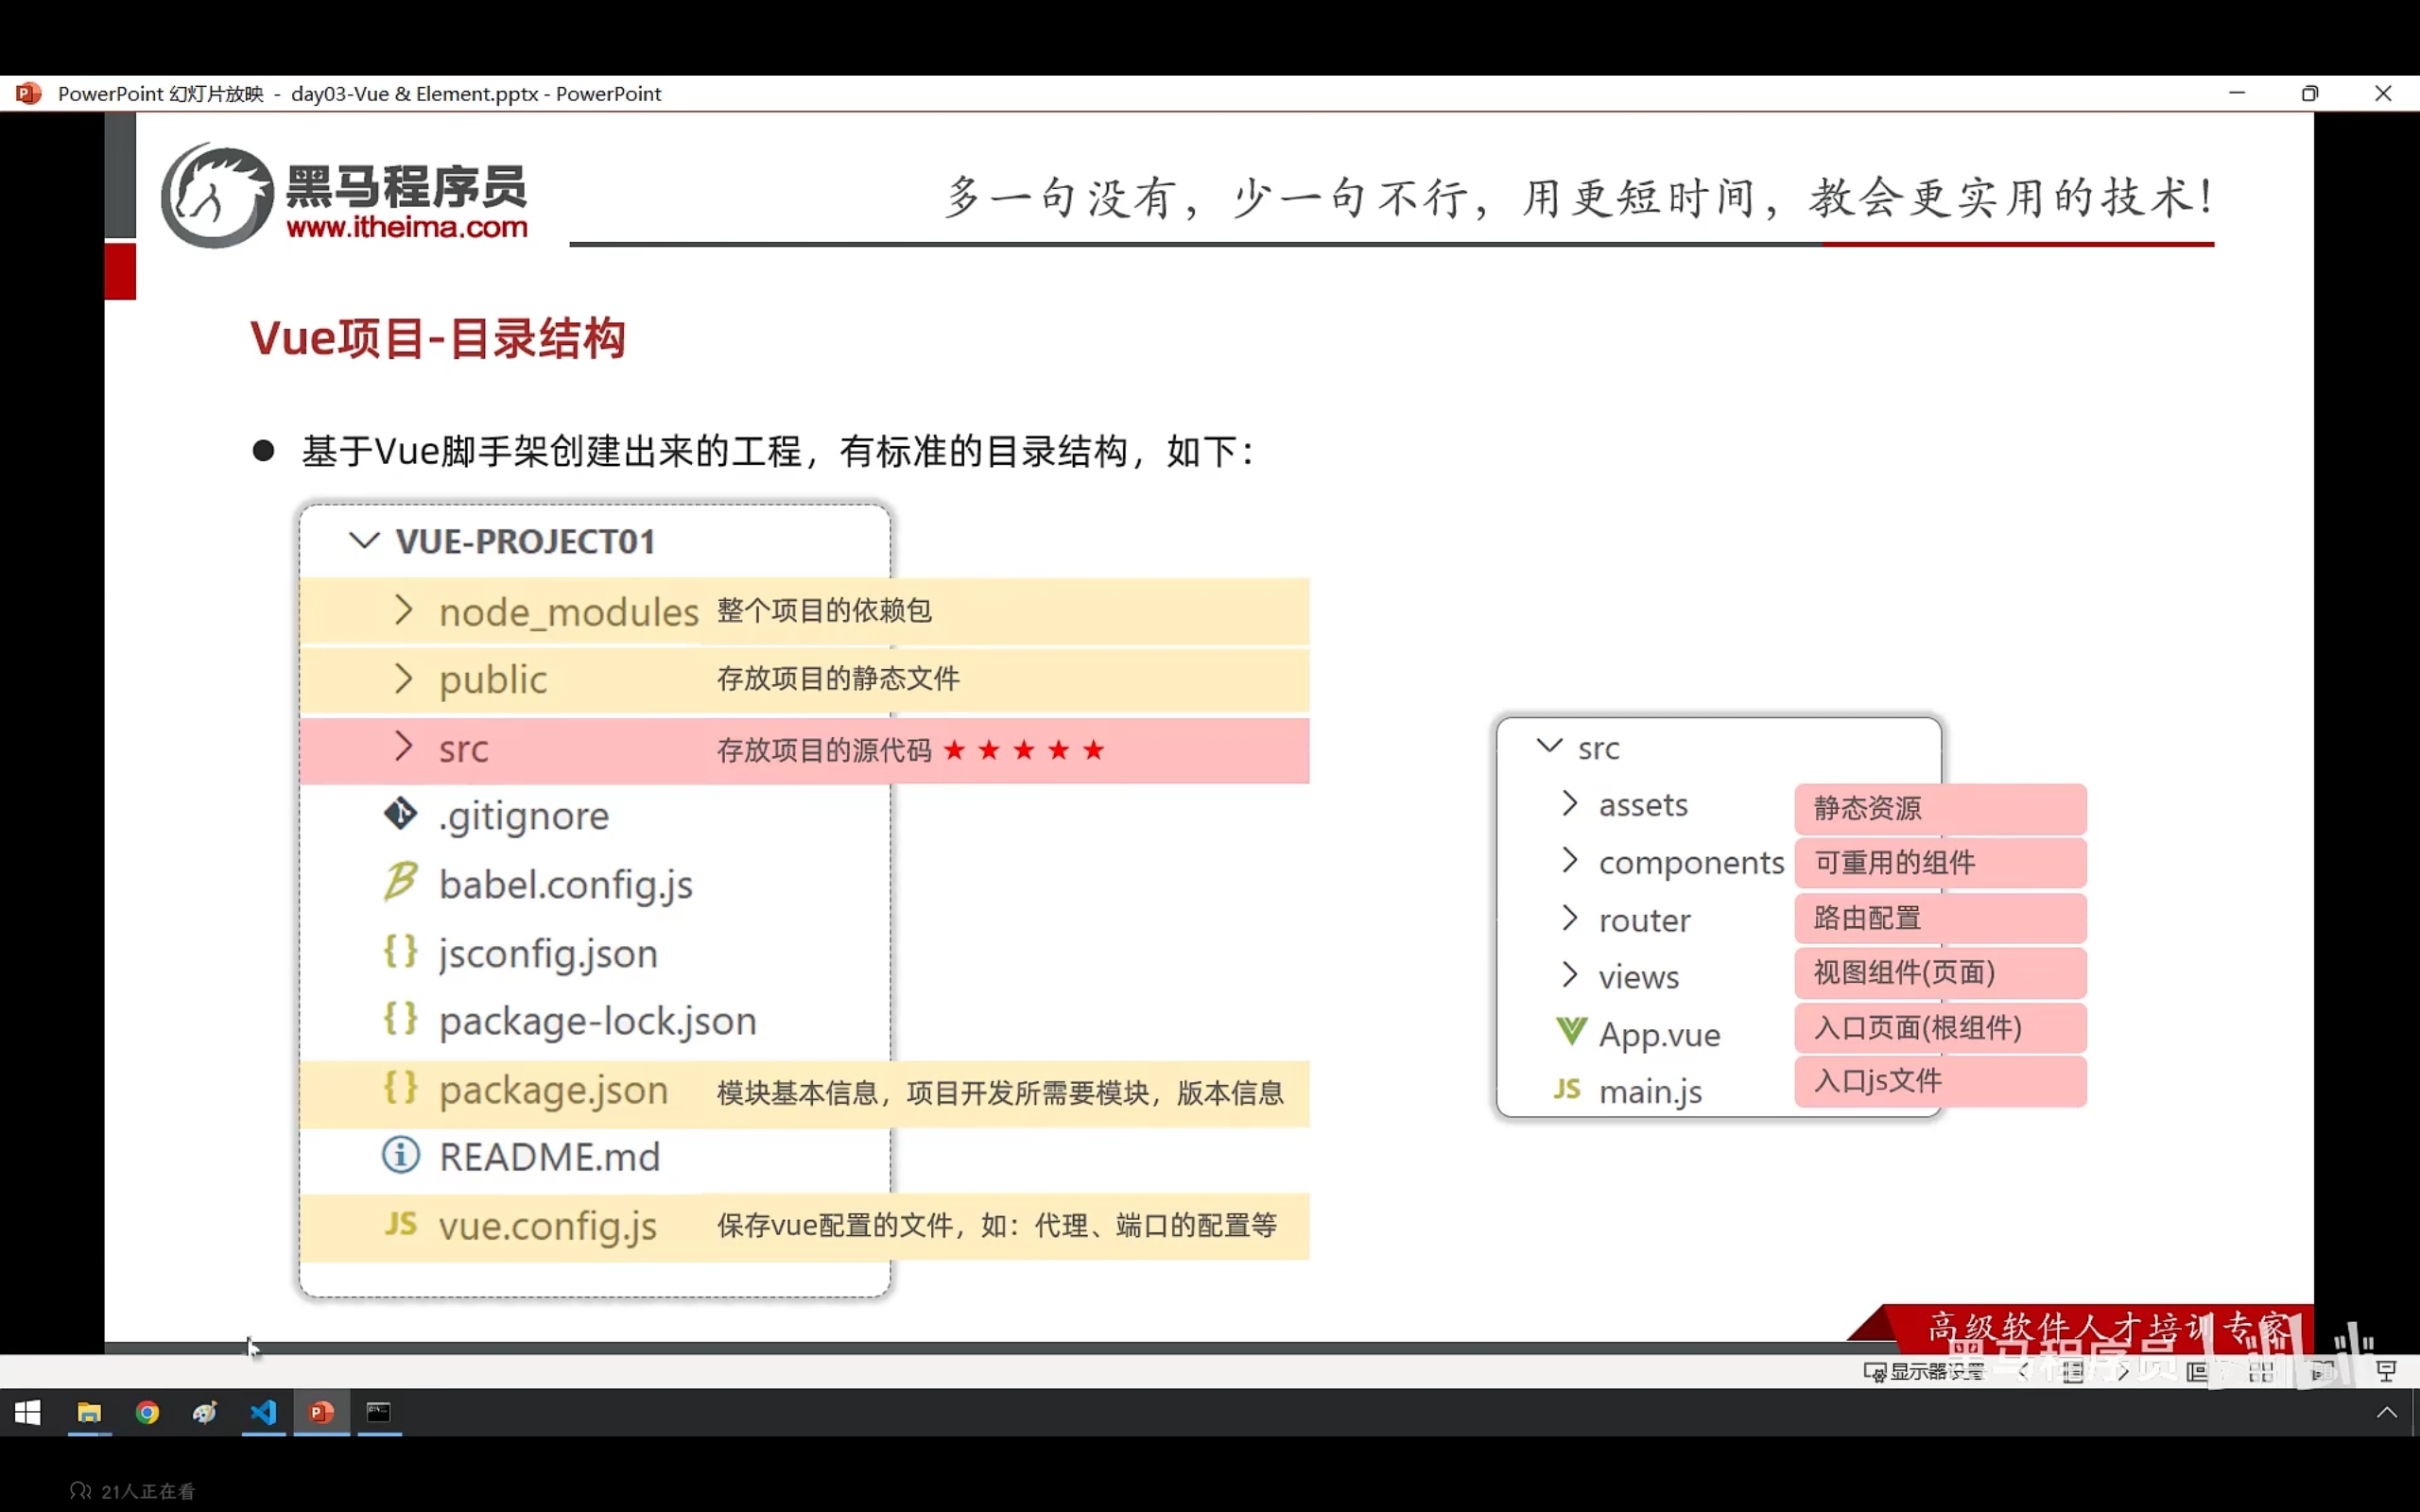 PowerPoint 幻灯片放映 - day03-Vue & Element.pptx - PowerPoint
黑马程序员
www.itheima.com
多一句没有，少一句不行，用更短时间，教会更实用的技术！
Vue项目-目录结构
● 基于Vue脚手架创建出来的工程，有标准的目录结构，如下：
VUE-PROJECT01
node_modules 整个项目的依赖包
public 存放项目的静态文件
src 存放项目的源代码 ★ ★ ★ ★ ★
.gitignore
babel.config.js
jsconfig.json
package-lock.json
package.json 模块基本信息，项目开发所需要模块，版本信息
README.md
JS vue.config.js 保存vue配置的文件，如：代理、端口的配置等
src
assets 静态资源
components 可重用的组件
router 路由配置
views 视图组件(页面)
App.vue 入口页面(根组件)
JS main.js 入口js文件
高级软件人才培训专家
黑马程序员
显示器设置
21人正在看